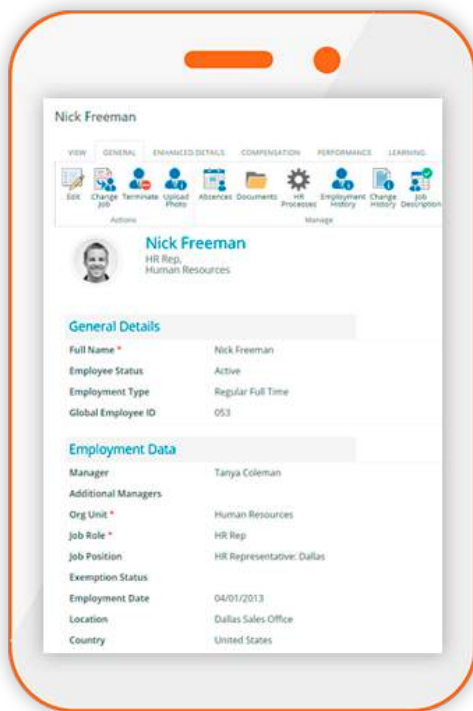 Nick Freeman
VIEW GENERAL ENHANCED DETAILS COMPENSATION PERFORMANCE LEARNING
Edit Change Job Terminate Upload Photo Absences Documents HR Processes Employment History Change History Job Description
Actions Manage
Nick Freeman
HR Rep,
Human Resources
General Details
Full Name * Nick Freeman
Employee Status Active
Employment Type Regular Full Time
Global Employee ID 053
Employment Data
Manager Tanya Coleman
Additional Managers
Org Unit * Human Resources
Job Role * HR Rep
Job Position HR Representative: Dallas
Exemption Status
Employment Date 04/01/2013
Location Dallas Sales Office
Country United States